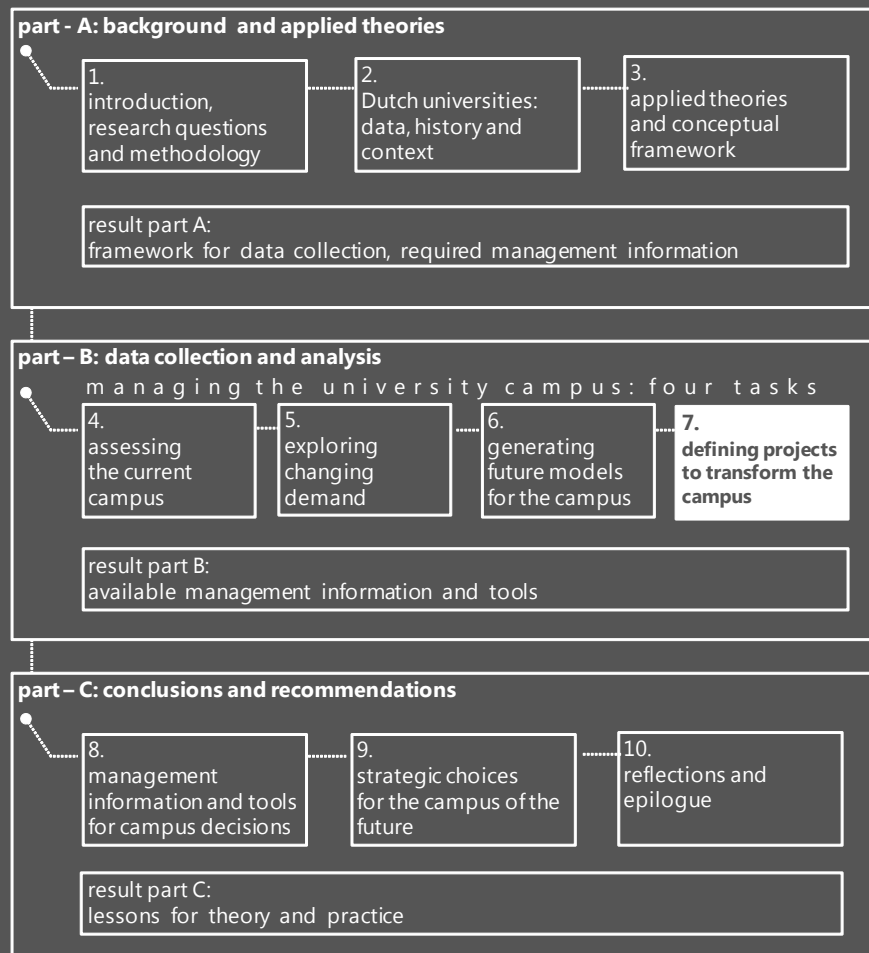 part - A: background and applied theories
1.
introduction,
research questions
and methodology
2.
Dutch universities:
data, history and
context
3.
applied theories
and conceptual
framework
result part A:
framework for data collection, required management information
part – B: data collection and analysis
managing the university campus: four tasks
4.
assessing
the current
campus
5.
exploring
changing
demand
6.
generating
future models
for the campus
7.
defining projects
to transform the
campus
result part B:
available management information and tools
part – C: conclusions and recommendations
8.
management
information and tools
for campus decisions
9.
strategic choices
for the campus of the
future
10.
reflections and
epilogue
result part C:
lessons for theory and practice